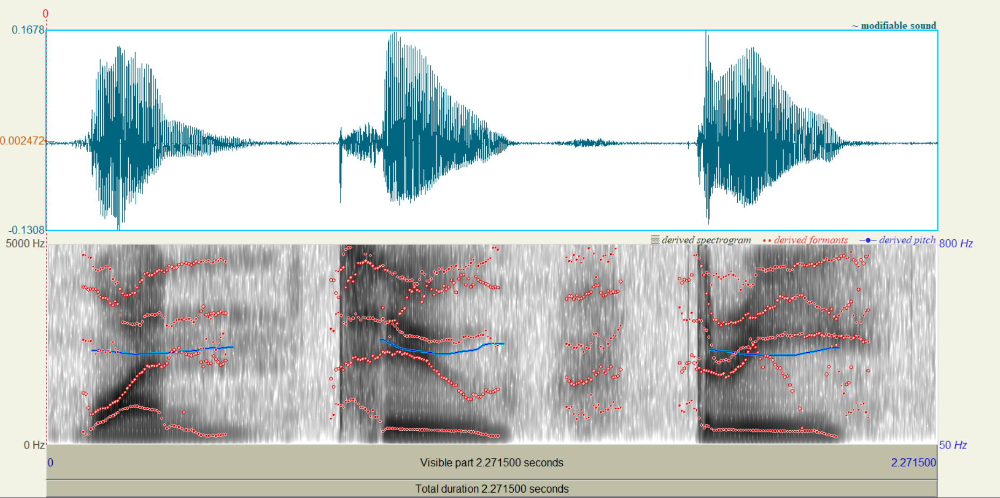 0
0.1678
~ modifiable sound
0.002472
-0.1308
derived spectrogram derived formants derived pitch
5000 Hz 800 Hz
0 Hz 50 Hz
0 Visible part 2.271500 seconds 2.271500
Total duration 2.271500 seconds